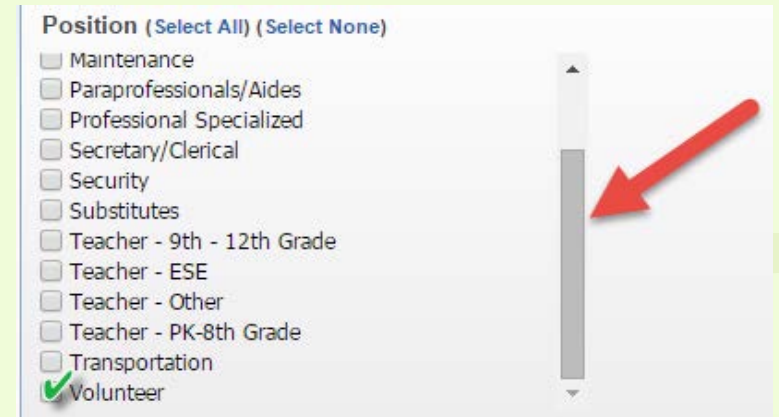 Position (Select All) (Select None)
Maintenance
Paraprofessionals/Aides
Professional Specialized
Secretary/Clerical
Security
Substitutes
Teacher - 9th - 12th Grade
Teacher - ESE
Teacher - Other
Teacher - PK-8th Grade
Transportation
Volunteer